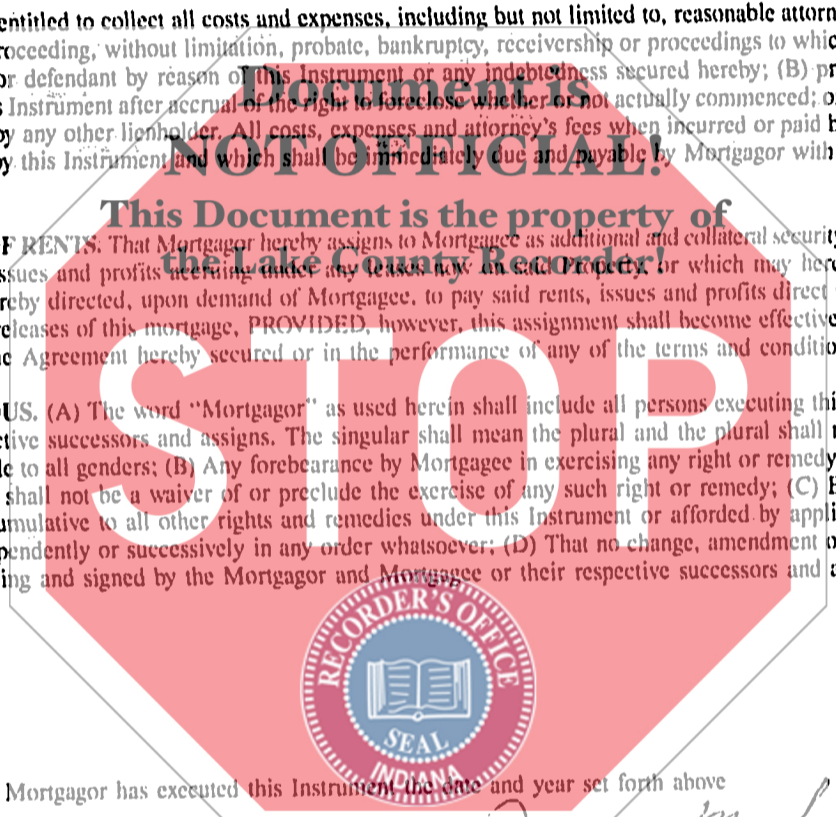 entitled to collect all costs and expenses, including but not limited to, reasonable attorn
roceeding, without limitation, probate, bankruptcy, receivership or proceedings to whic
or defendant by reason of this Instrument or any indebtedness secured hereby; (B) pr
s Instrument after accrual of the right to foreclose whether or not actually commenced; o
by any other lienholder. All costs, expenses and attorney's fees when incurred or paid b
y this Instrument and which shall be immediately due and payable by Mortgagor with
Document is
NOT OFFICIAL!
This Document is the property of
the Lake County Recorder!
F RENTS. That Mortgagor hereby assigns to Mortgagee as additional and collateral security
ssues and profits accruing under any leases now on said Property, or which may here
reby directed, upon demand of Mortgagee, to pay said rents, issues and profits direct
eleases of this mortgage, PROVIDED, however, this assignment shall become effective
e Agreement hereby secured or in the performance of any of the terms and conditio
STOP
US. (A) The word "Mortgagor" as used herein shall include all persons executing thi
tive successors and assigns. The singular shall mean the plural and the plural shall
le to all genders; (B) Any forebearance by Mortgagee in exercising any right or remedy
shall not be a waiver of or preclude the exercise of any such right or remedy; (C) E
umulative to all other rights and remedies under this Instrument or afforded by appli
pendently or successively in any order whatsoever; (D) That no change, amendment o
ing and signed by the Mortgagor and Mortgagee or their respective successors and a
RECORDER'S OFFICE
SEAL
INDIANA
Mortgagor has executed this Instrument the date and year set forth above